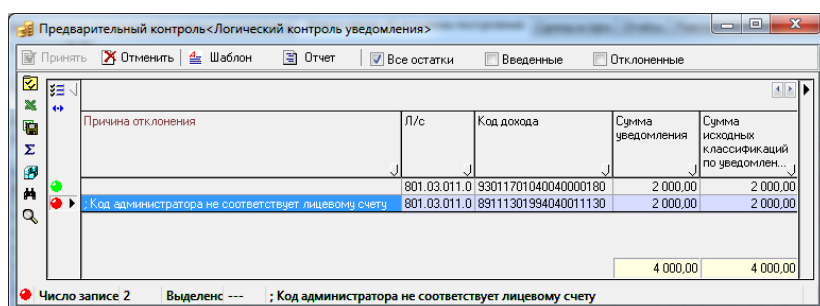 Предварительный контроль<Логический контроль уведомления>
Принять Отменить Шаблон Отчет Все остатки Введенные Отклоненные
Причина отклонения Л/с Код дохода Сумма уведомления Сумма исходных классификаций по уведомлен...
801.03.011.0 93011701040040000180 2 000,00 2 000,00
; Код администратора не соответствует лицевому счету 801.03.011.0 89111301994040011130 2 000,00 2 000,00
4 000,00 4 000,00
Число записе 2 Выделенс --- ; Код администратора не соответствует лицевому счету